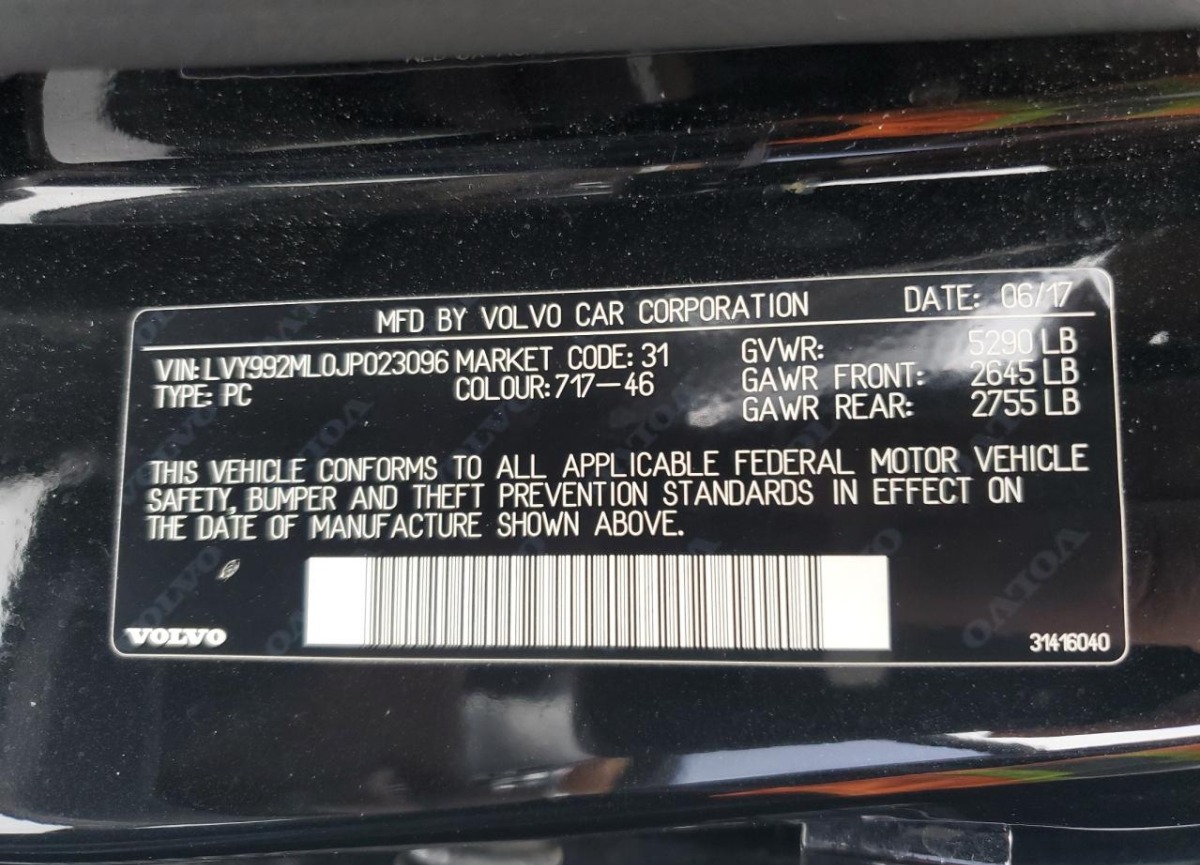 MFD BY VOLVO CAR CORPORATION DATE: 06/17
VIN: LVY992ML0JP023096 MARKET CODE: 31 GVWR: 5290 LB
TYPE: PC COLOUR: 717-46 GAWR FRONT: 2645 LB
GAWR REAR: 2755 LB
THIS VEHICLE CONFORMS TO ALL APPLICABLE FEDERAL MOTOR VEHICLE
SAFETY, BUMPER AND THEFT PREVENTION STANDARDS IN EFFECT ON
THE DATE OF MANUFACTURE SHOWN ABOVE.
VOLVO
31416040